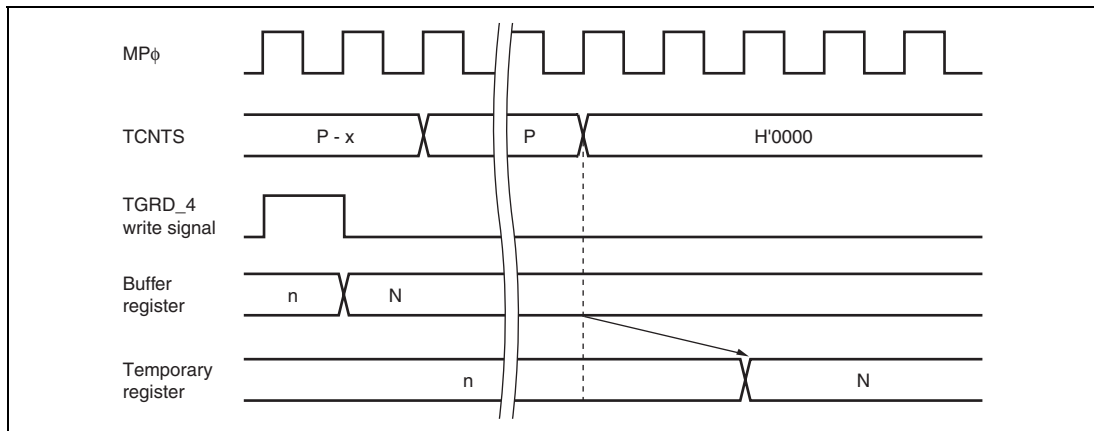 MPϕ
TCNTS
P - x
P
H'0000
TGRD_4
write signal
Buffer
register
n
N
Temporary
register
n
N